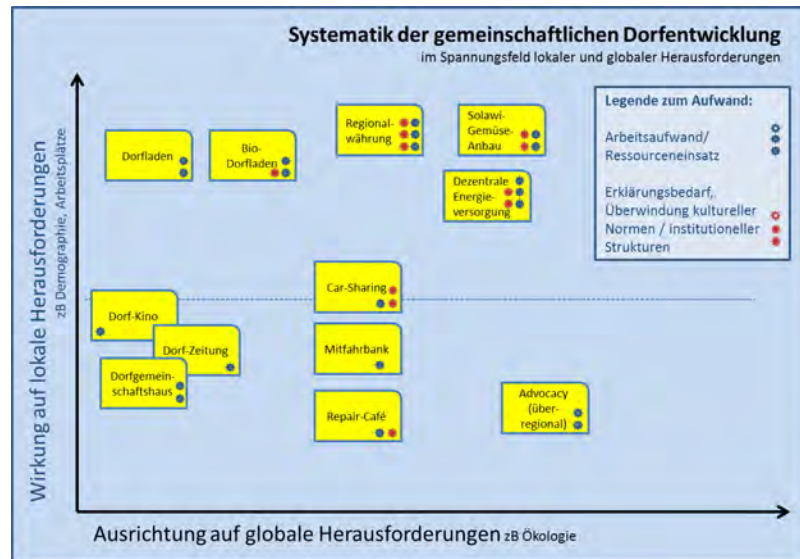 Systematik der gemeinschaftlichen Dorfentwicklung
im Spannungsfeld lokaler und globaler Herausforderungen
Wirkung auf lokale Herausforderungen
zB Demographie, Arbeitsplätze
Legende zum Aufwand:
Arbeitsaufwand/
Ressourceneinsatz
Erklärungsbedarf,
Überwindung kultureller
Normen / institutioneller
Strukturen
Dorfladen
Bio-
Dorfladen
Regional-
währung
Solawi-
Gemüse-
Anbau
Dezentrale
Energie-
versorgung
Car-Sharing
Dorf-Kino
Dorf-Zeitung
Dorfgemein-
schaftshaus
Mitfahrbank
Repair-Café
Advocacy
(über-
regional)
Ausrichtung auf globale Herausforderungen zB Ökologie